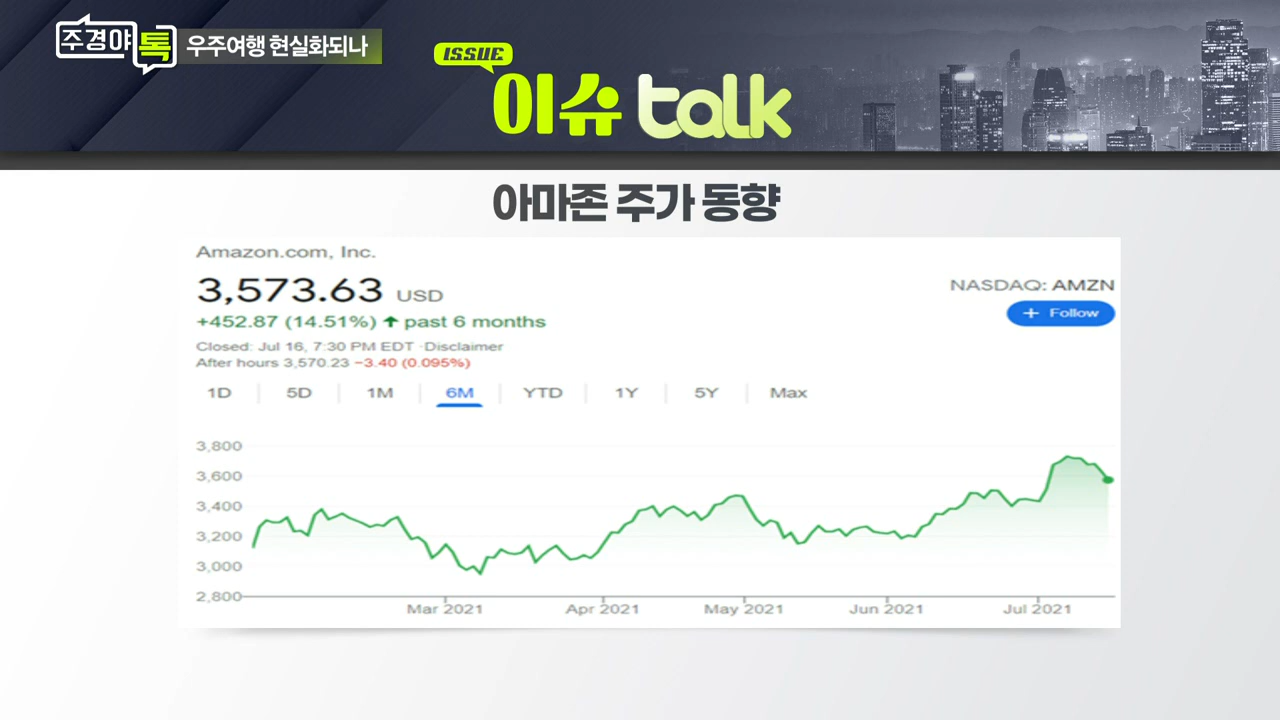 주경야톡 우주여행 현실화되나
ISSUE
이슈 talk
아마존 주가 동향
Amazon.com, Inc.
3,573.63 USD
NASDAQ: AMZN
+452.87 (14.51%) ↑ past 6 months
+ Follow
Closed: Jul 16, 7:30 PM EDT ·Disclaimer
After hours 3,570.23 −3.40 (0.095%)
1D 5D 1M 6M YTD 1Y 5Y Max
3,800
3,600
3,400
3,200
3,000
2,800
Mar 2021 Apr 2021 May 2021 Jun 2021 Jul 2021